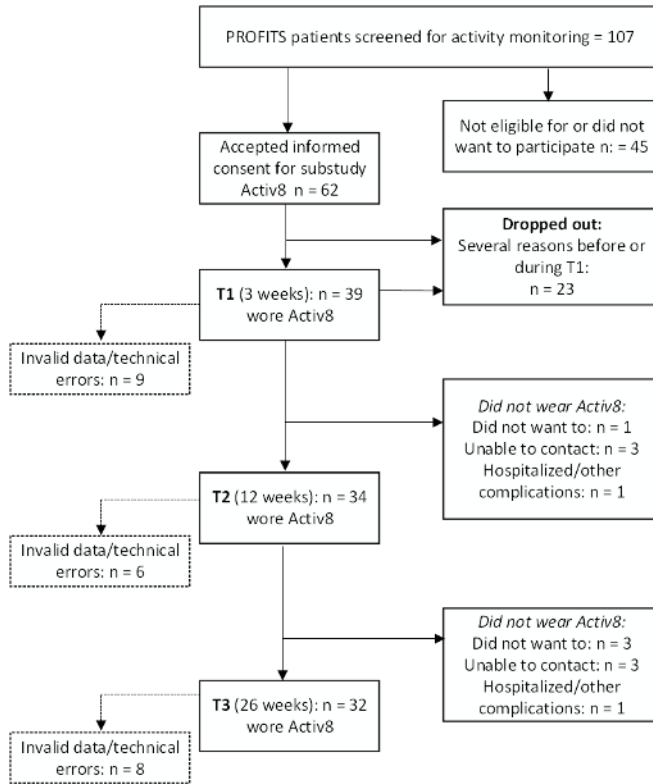 PROFITS patients screened for activity monitoring = 107
Not eligible for or did not
want to participate n: = 45
Accepted informed
consent for substudy
Activ8 n = 62
Dropped out:
Several reasons before or
during T1:
n = 23
T1 (3 weeks): n = 39
wore Activ8
Invalid data/technical
errors: n = 9
Did not wear Activ8:
Did not want to: n = 1
Unable to contact: n = 3
Hospitalized/other
complications: n = 1
T2 (12 weeks): n = 34
wore Activ8
Invalid data/technical
errors: n = 6
Did not wear Activ8:
Did not want to: n = 3
Unable to contact: n = 3
Hospitalized/other
complications: n = 1
T3 (26 weeks): n = 32
wore Activ8
Invalid data/technical
errors: n = 8